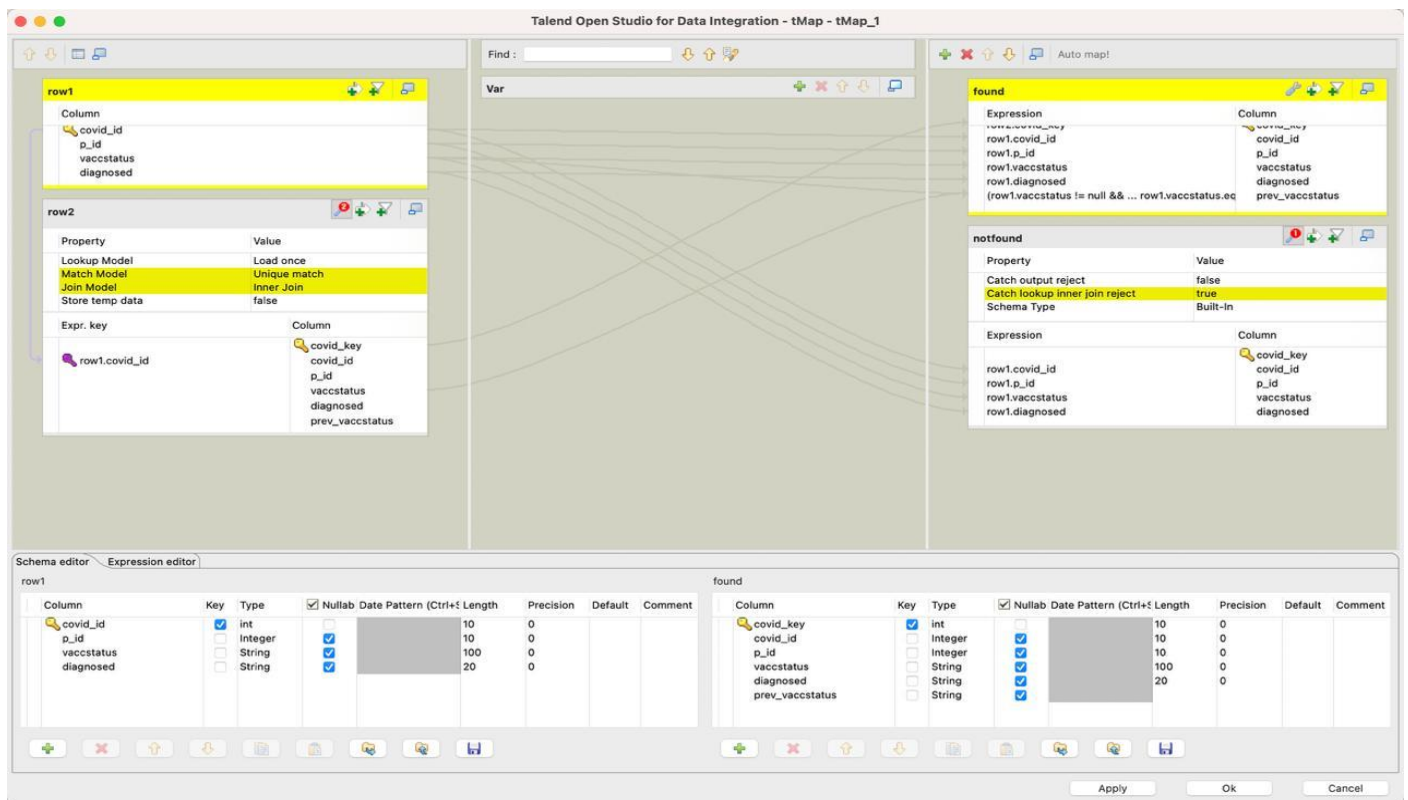 Talend Open Studio for Data Integration - tMap - tMap_1
Find :
Auto map!
row1
Column
covid_id
p_id
vaccstatus
diagnosed
row2
Property Value
Lookup Model Load once
Match Model Unique match
Join Model Inner Join
Store temp data false
Expr. key Column
covid_key
row1.covid_id covid_id
p_id
vaccstatus
diagnosed
prev_vaccstatus
Var
found
Expression Column
row2.covid_key covid_key
row1.covid_id covid_id
row1.p_id p_id
row1.vaccstatus vaccstatus
row1.diagnosed diagnosed
(row1.vaccstatus != null && ... row1.vaccstatus.eq prev_vaccstatus
notfound
Property Value
Catch output reject false
Catch lookup inner join reject true
Schema Type Built-In
Expression Column
covid_key
row1.covid_id covid_id
row1.p_id p_id
row1.vaccstatus vaccstatus
row1.diagnosed diagnosed
Schema editor Expression editor
row1
Column Key Type Nullab Date Pattern (Ctrl+S Length Precision Default Comment
covid_id int 10 0
p_id Integer 10 0
vaccstatus String 100 0
diagnosed String 20 0
found
Column Key Type Nullab Date Pattern (Ctrl+S Length Precision Default Comment
covid_key int 10 0
covid_id Integer 10 0
p_id Integer 10 0
vaccstatus String 100 0
diagnosed String 20 0
prev_vaccstatus String
Apply Ok Cancel